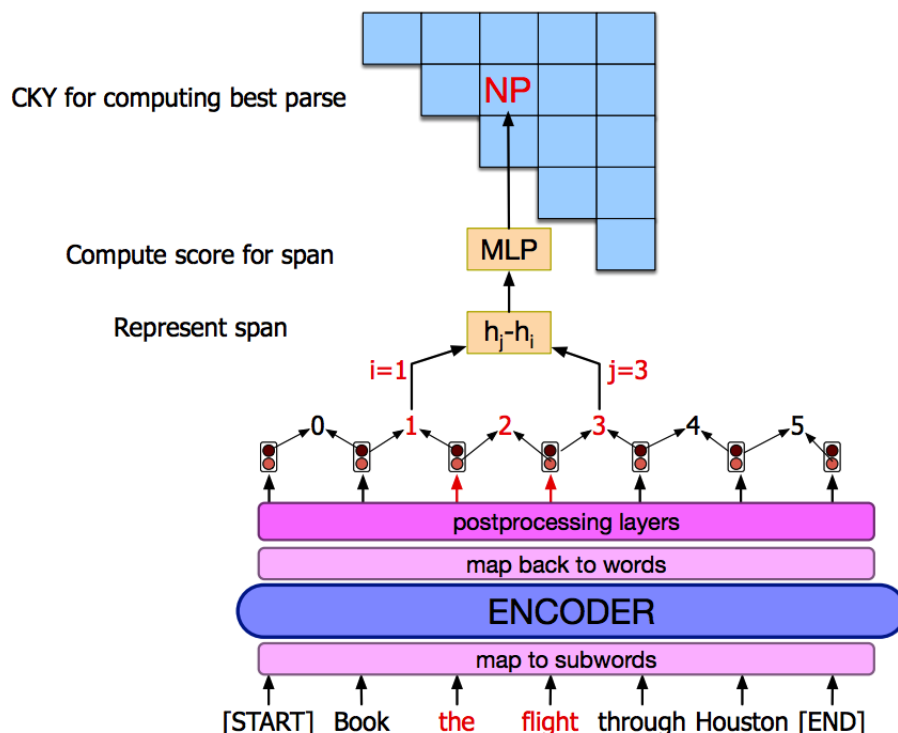 CKY for computing best parse
NP
Compute score for span
MLP
Represent span
hj-hi
i=1
j=3
0 1 2 3 4 5
postprocessing layers
map back to words
ENCODER
map to subwords
[START] Book the flight through Houston [END]